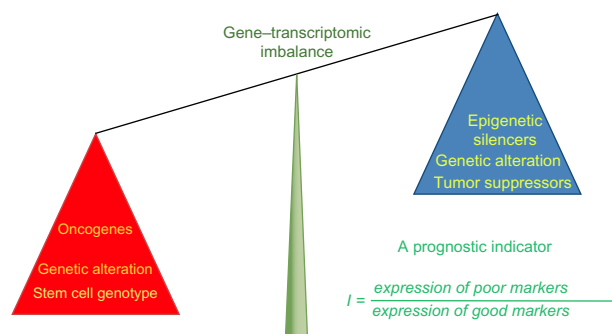 Gene–transcriptomic
imbalance
Epigenetic
silencers
Genetic alteration
Tumor suppressors
Oncogenes
Genetic alteration
Stem cell genotype
A prognostic indicator
I = expression of poor markers
expression of good markers